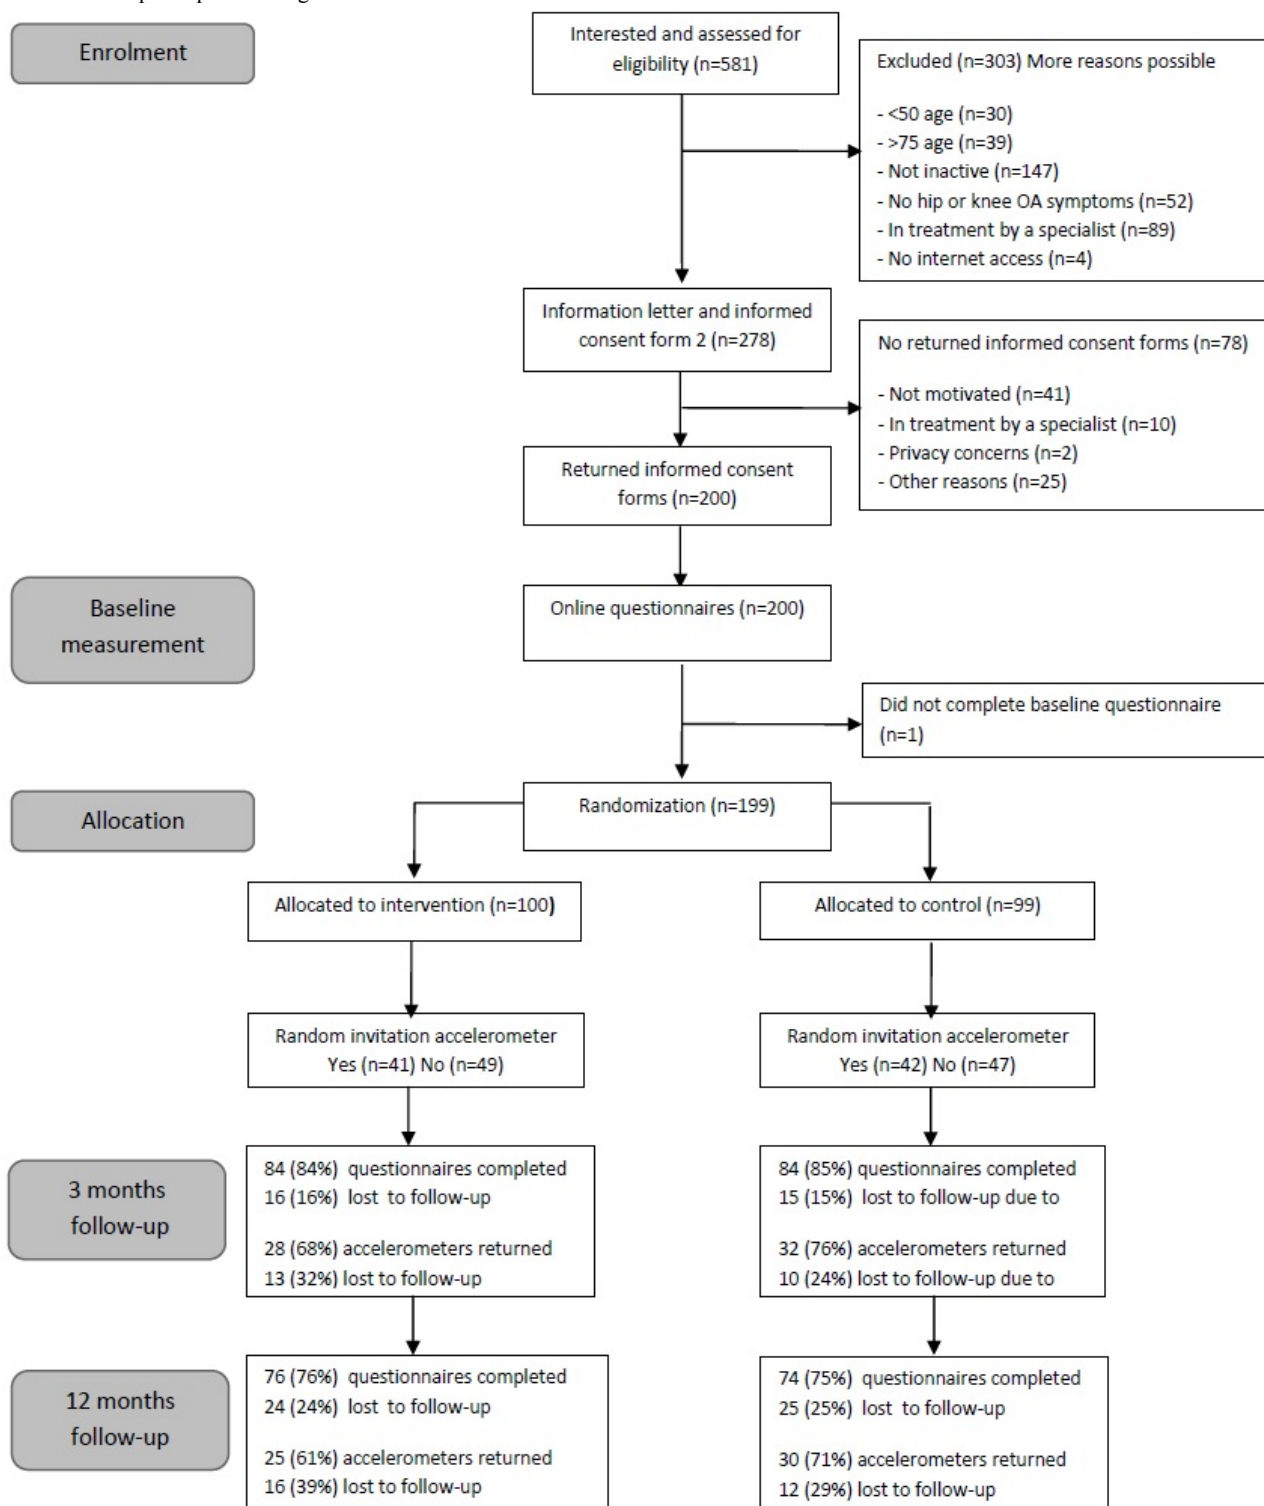 Enrolment
Interested and assessed for
eligibility (n=581)
Excluded (n=303) More reasons possible
- <50 age (n=30)
- >75 age (n=39)
- Not inactive (n=147)
- No hip or knee OA symptoms (n=52)
- In treatment by a specialist (n=89)
- No internet access (n=4)
Information letter and informed
consent form 2 (n=278)
No returned informed consent forms (n=78)
- Not motivated (n=41)
- In treatment by a specialist (n=10)
- Privacy concerns (n=2)
- Other reasons (n=25)
Returned informed consent
forms (n=200)
Baseline
measurement
Online questionnaires (n=200)
Did not complete baseline questionnaire
(n=1)
Allocation
Randomization (n=199)
Allocated to intervention (n=100)
Allocated to control (n=99)
Random invitation accelerometer
Yes (n=41) No (n=49)
Random invitation accelerometer
Yes (n=42) No (n=47)
3 months
follow-up
84 (84%) questionnaires completed
16 (16%) lost to follow-up
28 (68%) accelerometers returned
13 (32%) lost to follow-up
84 (85%) questionnaires completed
15 (15%) lost to follow-up due to
32 (76%) accelerometers returned
10 (24%) lost to follow-up due to
12 months
follow-up
76 (76%) questionnaires completed
24 (24%) lost to follow-up
25 (61%) accelerometers returned
16 (39%) lost to follow-up
74 (75%) questionnaires completed
25 (25%) lost to follow-up
30 (71%) accelerometers returned
12 (29%) lost to follow-up